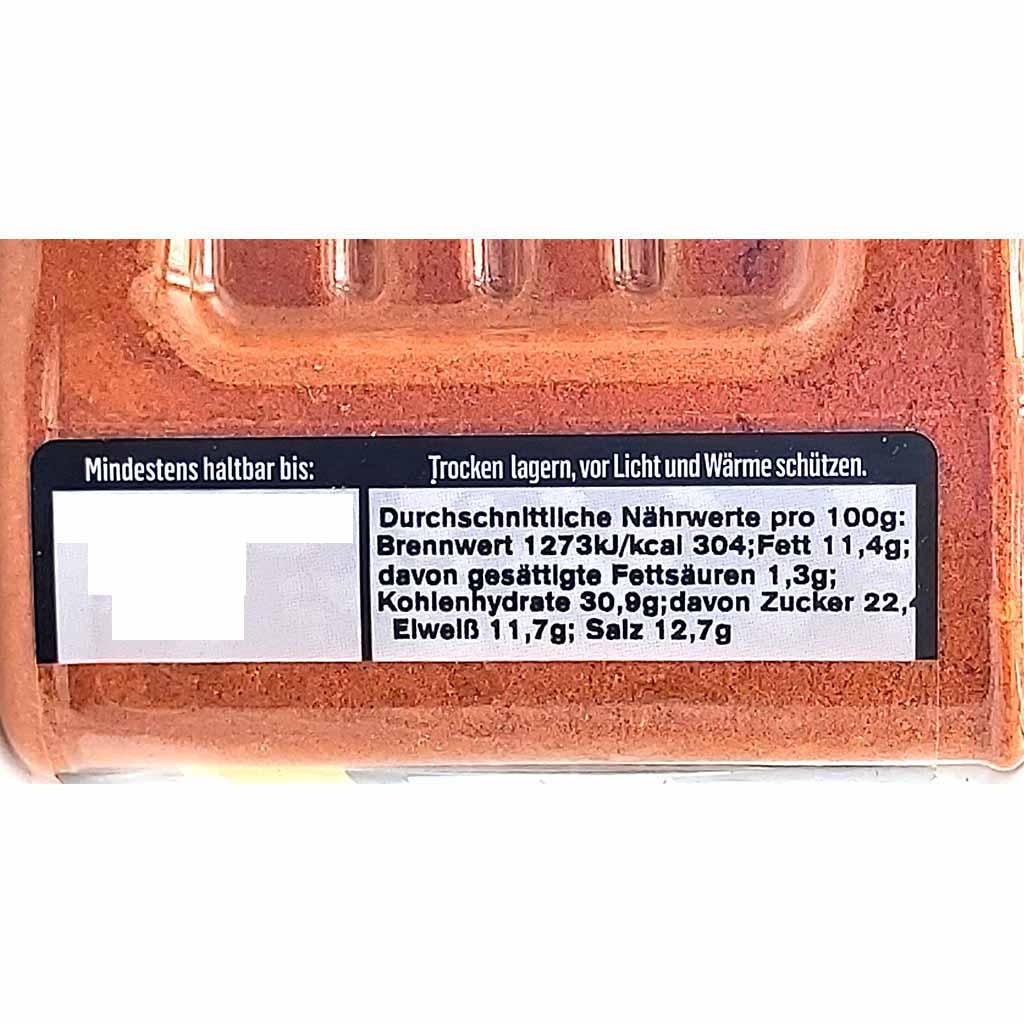 Mindestens haltbar bis:
Trocken lagern, vor Licht und Wärme schützen.
Durchschnittliche Nährwerte pro 100g:
Brennwert 1273kJ/kcal 304;Fett 11,4g;
davon gesättigte Fettsäuren 1,3g;
Kohlenhydrate 30,9g;davon Zucker 22,
Eiweiß 11,7g; Salz 12,7g